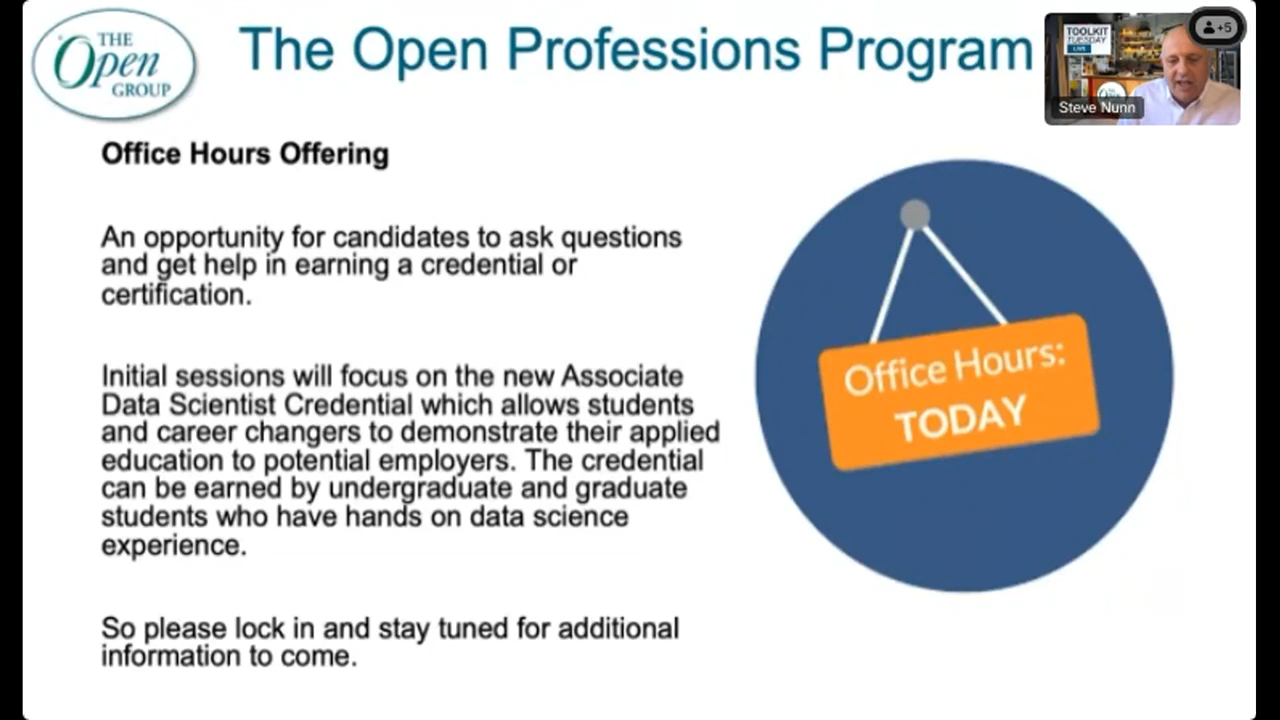 THE
Open
GROUP
The Open Professions Program
TOOLKIT
TUESDAY
LIVE
+5
Steve Nunn
Office Hours Offering
An opportunity for candidates to ask questions
and get help in earning a credential or
certification.
Initial sessions will focus on the new Associate
Data Scientist Credential which allows students
and career changers to demonstrate their applied
education to potential employers. The credential
can be earned by undergraduate and graduate
students who have hands on data science
experience.
So please lock in and stay tuned for additional
information to come.
Office Hours:
TODAY